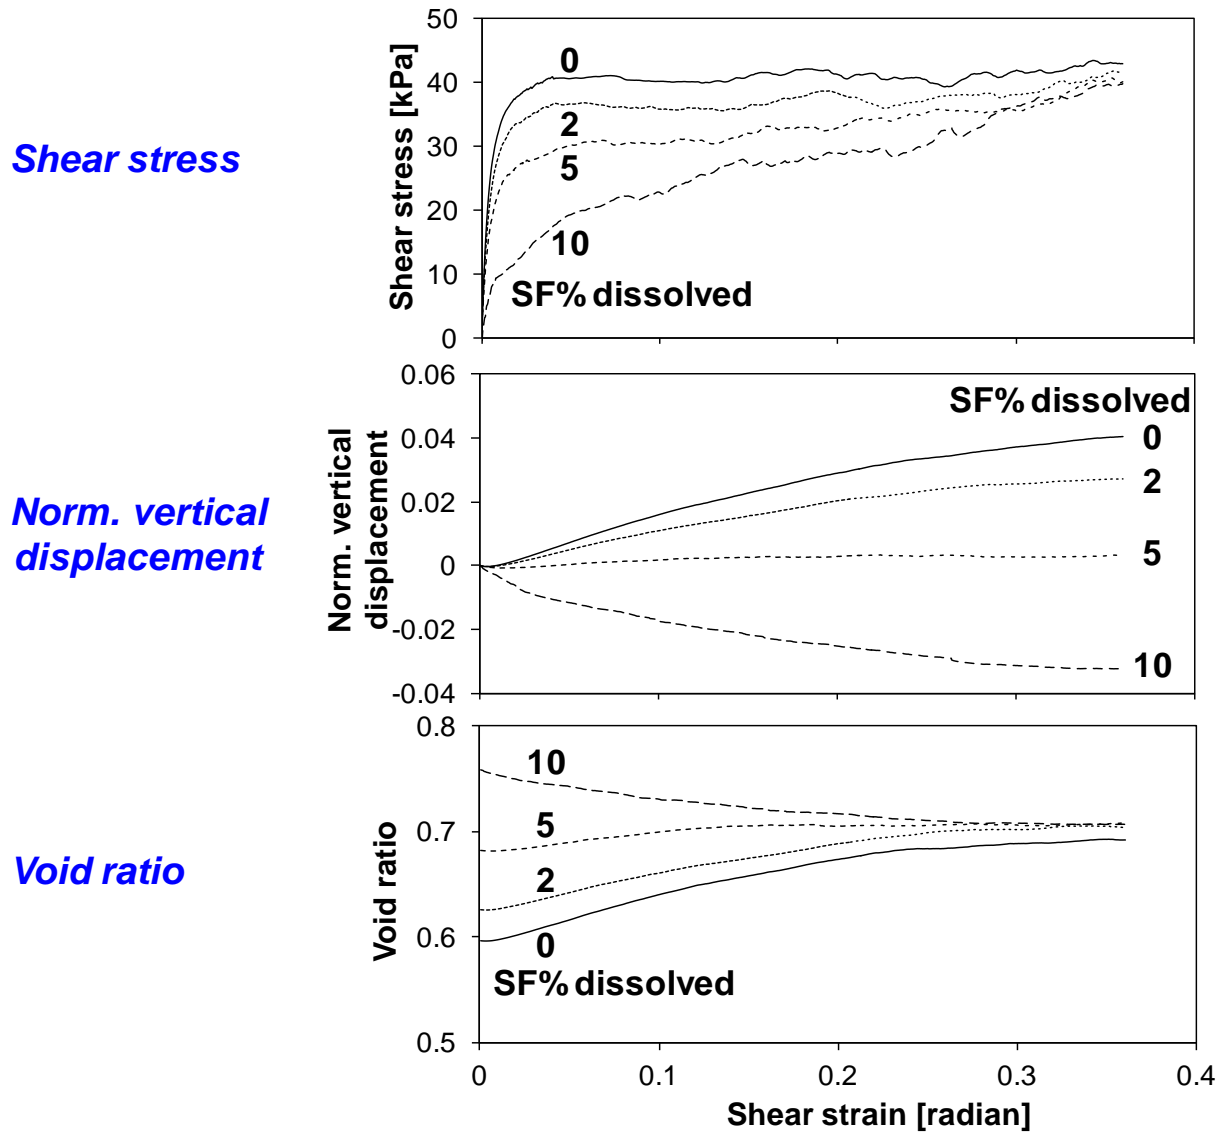 Shear stress
Shear stress [kPa]
50
40
30
20
10
0
0
2
5
10
SF% dissolved
Norm. vertical
displacement
Norm. vertical
displacement
0.06
0.04
0.02
0
-0.02
-0.04
SF% dissolved
0
2
5
10
Void ratio
Void ratio
0.8
0.7
0.6
0.5
10
5
2
0
SF% dissolved
0
0.1
0.2
0.3
0.4
Shear strain [radian]